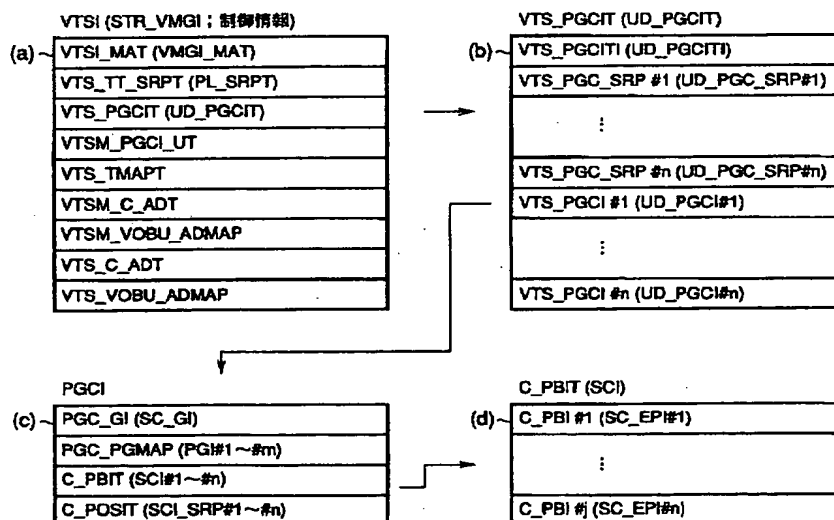 VTSI (STR_VMGI ; 制御情報)
(a)
VTSI_MAT (VMGI_MAT)
VTS_TT_SRPT (PL_SRPT)
VTS_PGCIT (UD_PGCIT)
VTSM_PGCI_UT
VTS_TMAPT
VTSM_C_ADT
VTSM_VOBU_ADMAP
VTS_C_ADT
VTS_VOBU_ADMAP
VTS_PGCIT (UD_PGCIT)
(b)
VTS_PGCITI (UD_PGCITI)
VTS_PGC_SRP #1 (UD_PGC_SRP#1)
⋮
VTS_PGC_SRP #n (UD_PGC_SRP#n)
VTS_PGCI #1 (UD_PGCI#1)
⋮
VTS_PGCI #n (UD_PGCI#n)
PGCI
(c)
PGC_GI (SC_GI)
PGC_PGMAP (PGI#1～#m)
C_PBIT (SCI#1～#n)
C_POSIT (SCI_SRP#1～#n)
C_PBIT (SCI)
(d)
C_PBI #1 (SC_EPI#1)
⋮
C_PBI #j (SC_EPI#n)